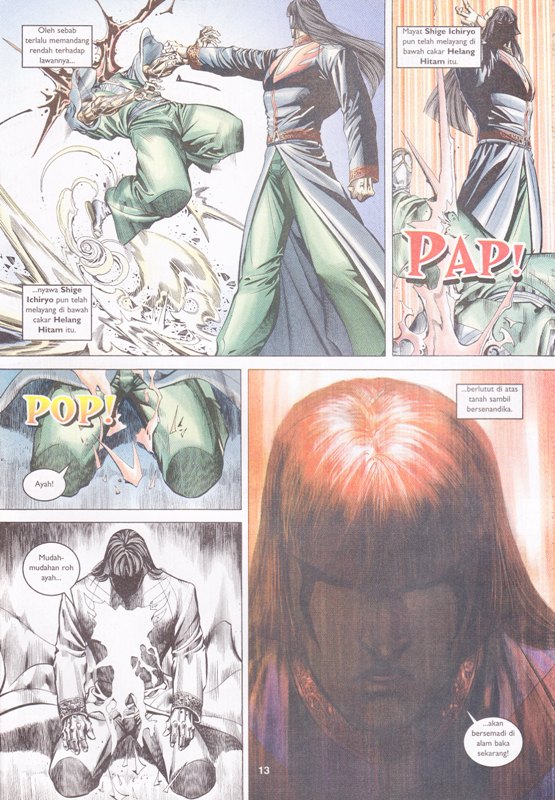 Oleh sebab
terlalu memandang
rendah terhadap
lawannya...
...nyawa Shige
Ichiryo pun telah
melayang di bawah
cakar Helang
Hitam itu.
Mayat Shige Ichiryo
pun telah melayang di
bawah cakar Helang
Hitam itu.
PAP!
POP!
Ayah!
...berlutut di atas
tanah sambil
bersenandika.
Mudah-
mudahan roh
ayah...
...akan
bersemadi di
alam baka
sekarang!
13